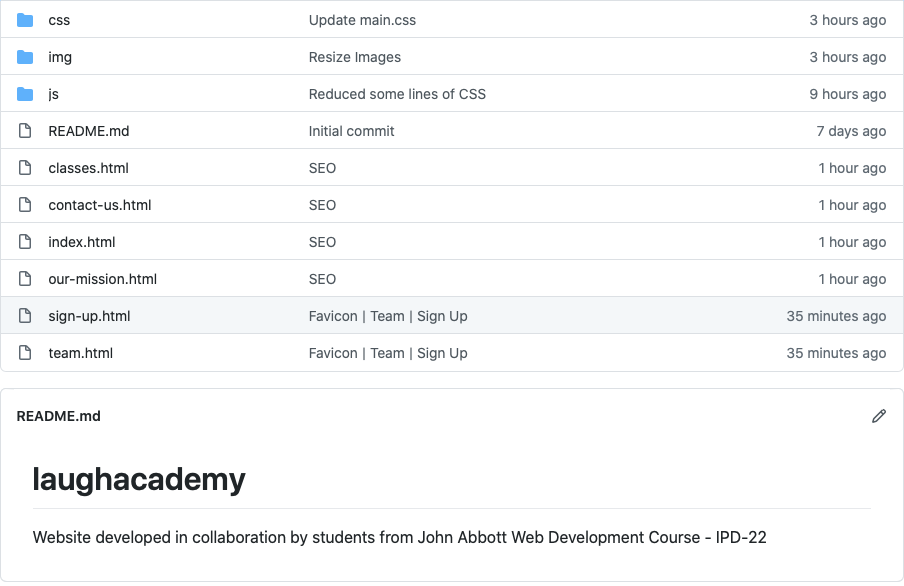 css Update main.css 3 hours ago
img Resize Images 3 hours ago
js Reduced some lines of CSS 9 hours ago
README.md Initial commit 7 days ago
classes.html SEO 1 hour ago
contact-us.html SEO 1 hour ago
index.html SEO 1 hour ago
our-mission.html SEO 1 hour ago
sign-up.html Favicon | Team | Sign Up 35 minutes ago
team.html Favicon | Team | Sign Up 35 minutes ago
README.md
laughacademy
Website developed in collaboration by students from John Abbott Web Development Course - IPD-22